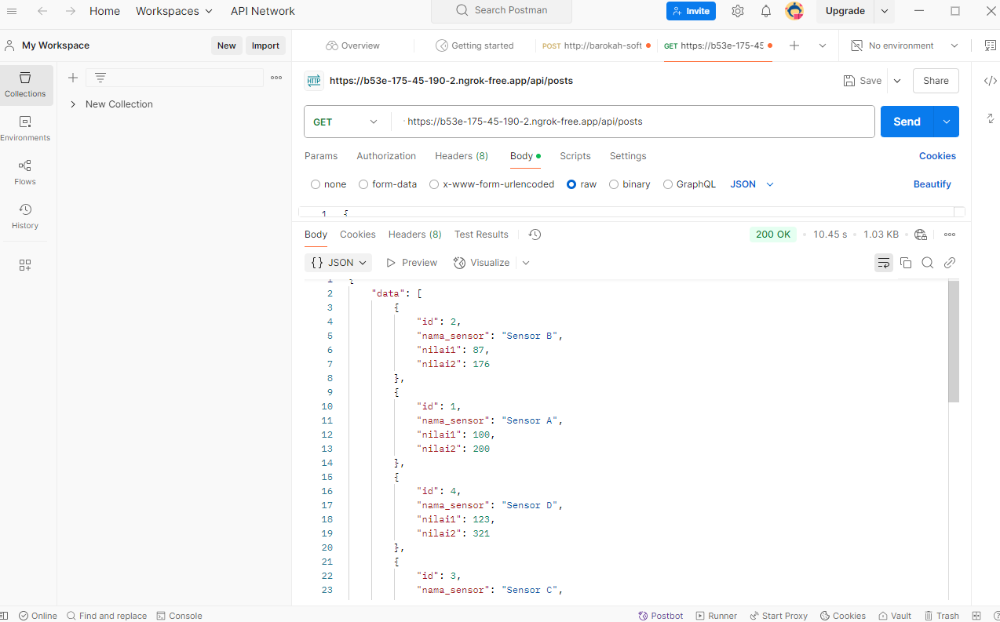 Home Workspaces API Network Search Postman Invite Upgrade
My Workspace New Import Overview Getting started POST http://barokah-soft GET https://b53e-175-45 No environment
Collections
Environments
Flows
History
New Collection
HTTP https://b53e-175-45-190-2.ngrok-free.app/api/posts Save Share
GET https://b53e-175-45-190-2.ngrok-free.app/api/posts Send
Params Authorization Headers (8) Body Scripts Settings Cookies
none form-data x-www-form-urlencoded raw binary GraphQL JSON Beautify
1 {
Body Cookies Headers (8) Test Results 200 OK • 10.45 s • 1.03 KB •
{} JSON Preview Visualize
1 {
2 "data": [
3 {
4 "id": 2,
5 "nama_sensor": "Sensor B",
6 "nilai1": 87,
7 "nilai2": 176
8 },
9 {
10 "id": 1,
11 "nama_sensor": "Sensor A",
12 "nilai1": 100,
13 "nilai2": 200
14 },
15 {
16 "id": 4,
17 "nama_sensor": "Sensor D",
18 "nilai1": 123,
19 "nilai2": 321
20 },
21 {
22 "id": 3,
23 "nama_sensor": "Sensor C",
Online Find and replace Console Postbot Runner Start Proxy Cookies Vault Trash